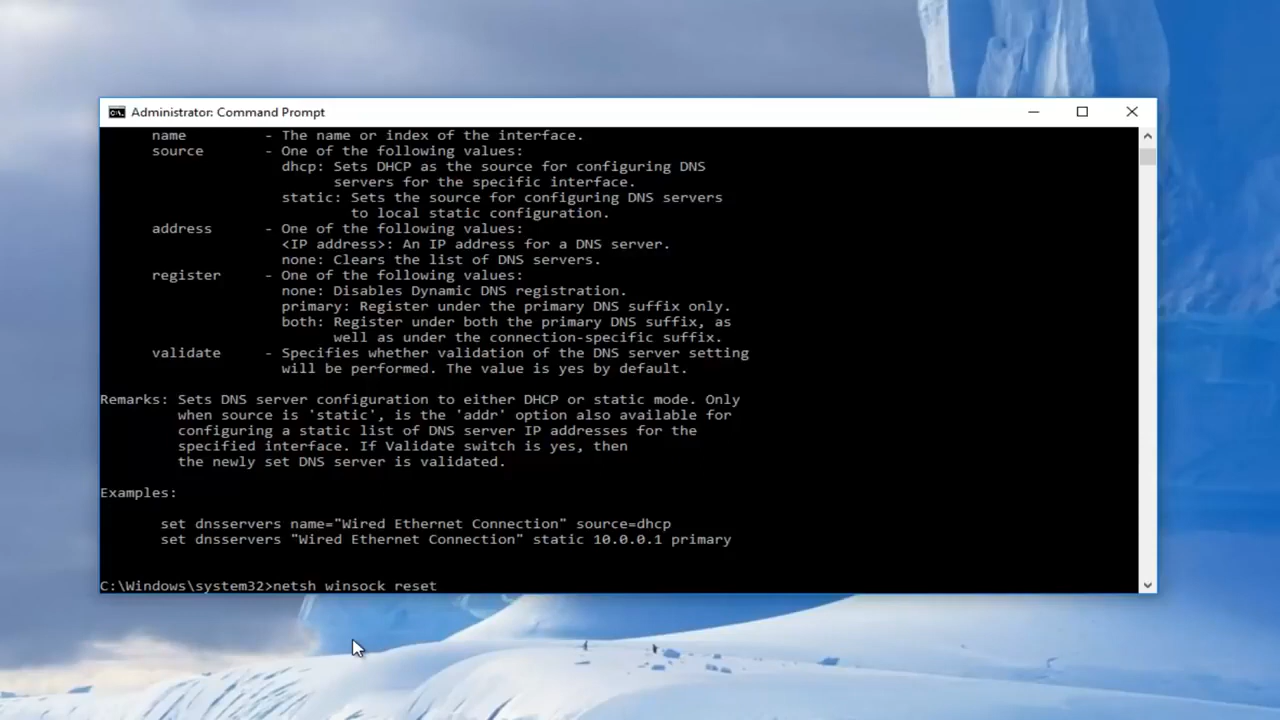 Administrator: Command Prompt
name - The name or index of the interface.
source - One of the following values:
dhcp: Sets DHCP as the source for configuring DNS
servers for the specific interface.
static: Sets the source for configuring DNS servers
to local static configuration.
address - One of the following values:
<IP address>: An IP address for a DNS server.
none: Clears the list of DNS servers.
register - One of the following values:
none: Disables Dynamic DNS registration.
primary: Register under the primary DNS suffix only.
both: Register under both the primary DNS suffix, as
well as under the connection-specific suffix.
validate - Specifies whether validation of the DNS server setting
will be performed. The value is yes by default.
Remarks: Sets DNS server configuration to either DHCP or static mode. Only
when source is 'static', is the 'addr' option also available for
configuring a static list of DNS server IP addresses for the
specified interface. If Validate switch is yes, then
the newly set DNS server is validated.
Examples:
set dnsservers name="Wired Ethernet Connection" source=dhcp
set dnsservers "Wired Ethernet Connection" static 10.0.0.1 primary
C:\Windows\system32>netsh winsock reset